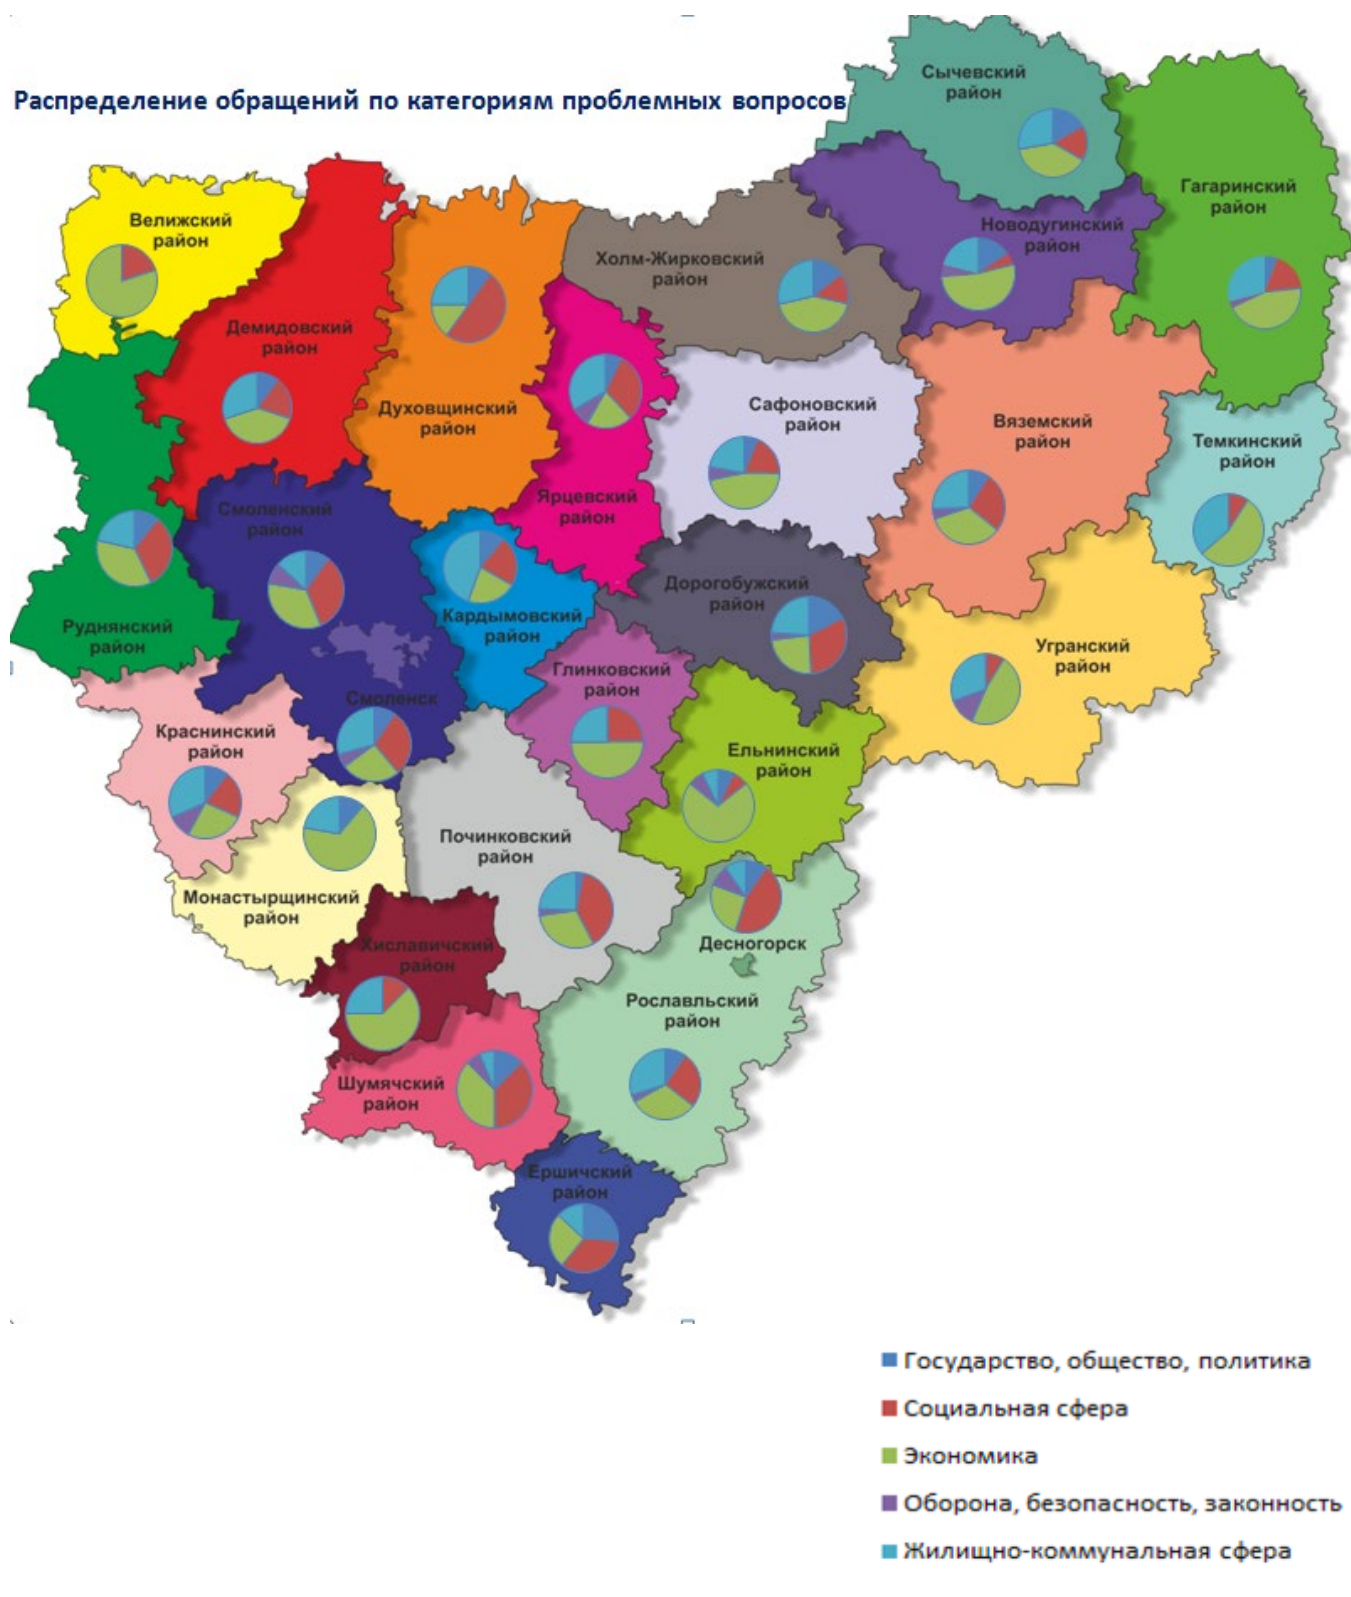 Распределение обращений по категориям проблемных вопросов
Сычевский
район
Гагаринский
район
Велижский
район
Новодугинский
район
Холм-Жирковский
район
Демидовский
район
Духовщинский
район
Сафоновский
район
Вяземский
район
Темкинский
район
Ярцевский
район
Смоленский
район
Дорогобужский
район
Кардымовский
район
Руднянский
район
Угранский
район
Глинковский
район
Смоленск
Краснинский
район
Ельнинский
район
Починковский
район
Монастырщинский
район
Десногорск
Хиславичский
район
Рославльский
район
Шумячский
район
Ершичский
район
Государство, общество, политика
Социальная сфера
Экономика
Оборона, безопасность, законность
Жилищно-коммунальная сфера